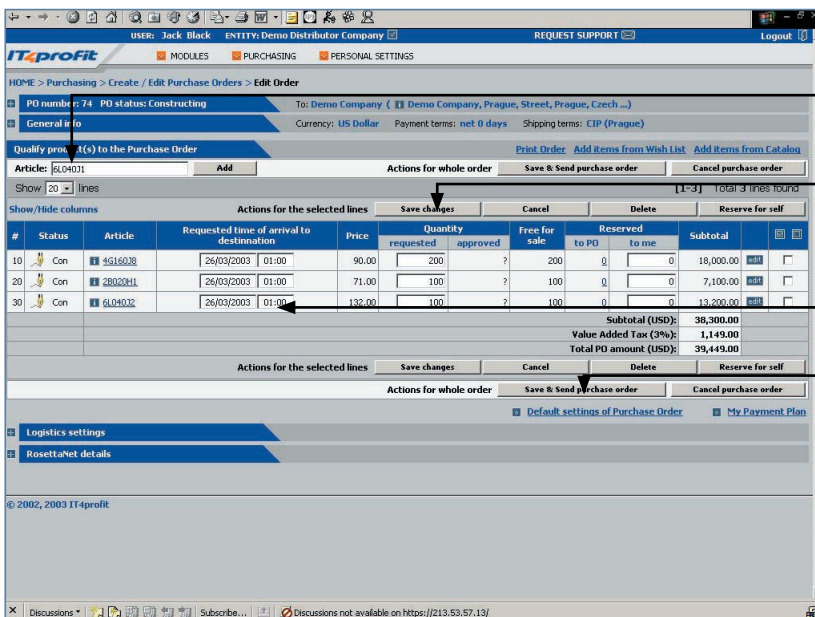 USER: Jack Black ENTITY: Demo Distributor Company REQUEST SUPPORT Logout
IT4profit MODULES PURCHASING PERSONAL SETTINGS
HOME > Purchasing > Create / Edit Purchase Orders > Edit Order
PO number: 74 PO status: Constructing To: Demo Company ( Demo Company, Prague, Street, Prague, Czech ...)
General info Currency: US Dollar Payment terms: net 0 days Shipping terms: CIP (Prague)
Qualify product(s) to the Purchase Order Print Order Add items from Wish List Add items from Catalog
Article: 6L040J1 Add Actions for whole order Save & Send purchase order Cancel purchase order
Show 20 lines [1-3] Total 3 lines found
Show/Hide columns Actions for the selected lines Save changes Cancel Delete Reserve for self
# Status Article Requested time of arrival to destinnation Price Quantity requested approved Free for sale Reserved to PO to me Subtotal
10 Con 4G160J8 26/03/2003 01:00 90.00 200 ? 200 0 0 18,000.00 edit
20 Con 2B020H1 26/03/2003 01:00 71.00 100 ? 100 0 0 7,100.00 edit
30 Con 6L040J2 26/03/2003 01:00 132.00 100 ? 100 0 0 13,200.00 edit
Subtotal (USD): 38,300.00
Value Added Tax (3%): 1,149.00
Total PO amount (USD): 39,449.00
Actions for the selected lines Save changes Cancel Delete Reserve for self
Actions for whole order Save & Send purchase order Cancel purchase order
Default settings of Purchase Order My Payment Plan
Logistics settings
RosettaNet details
© 2002, 2003 IT4profit
Discussions Subscribe... Discussions not available on https://213.53.57.13/